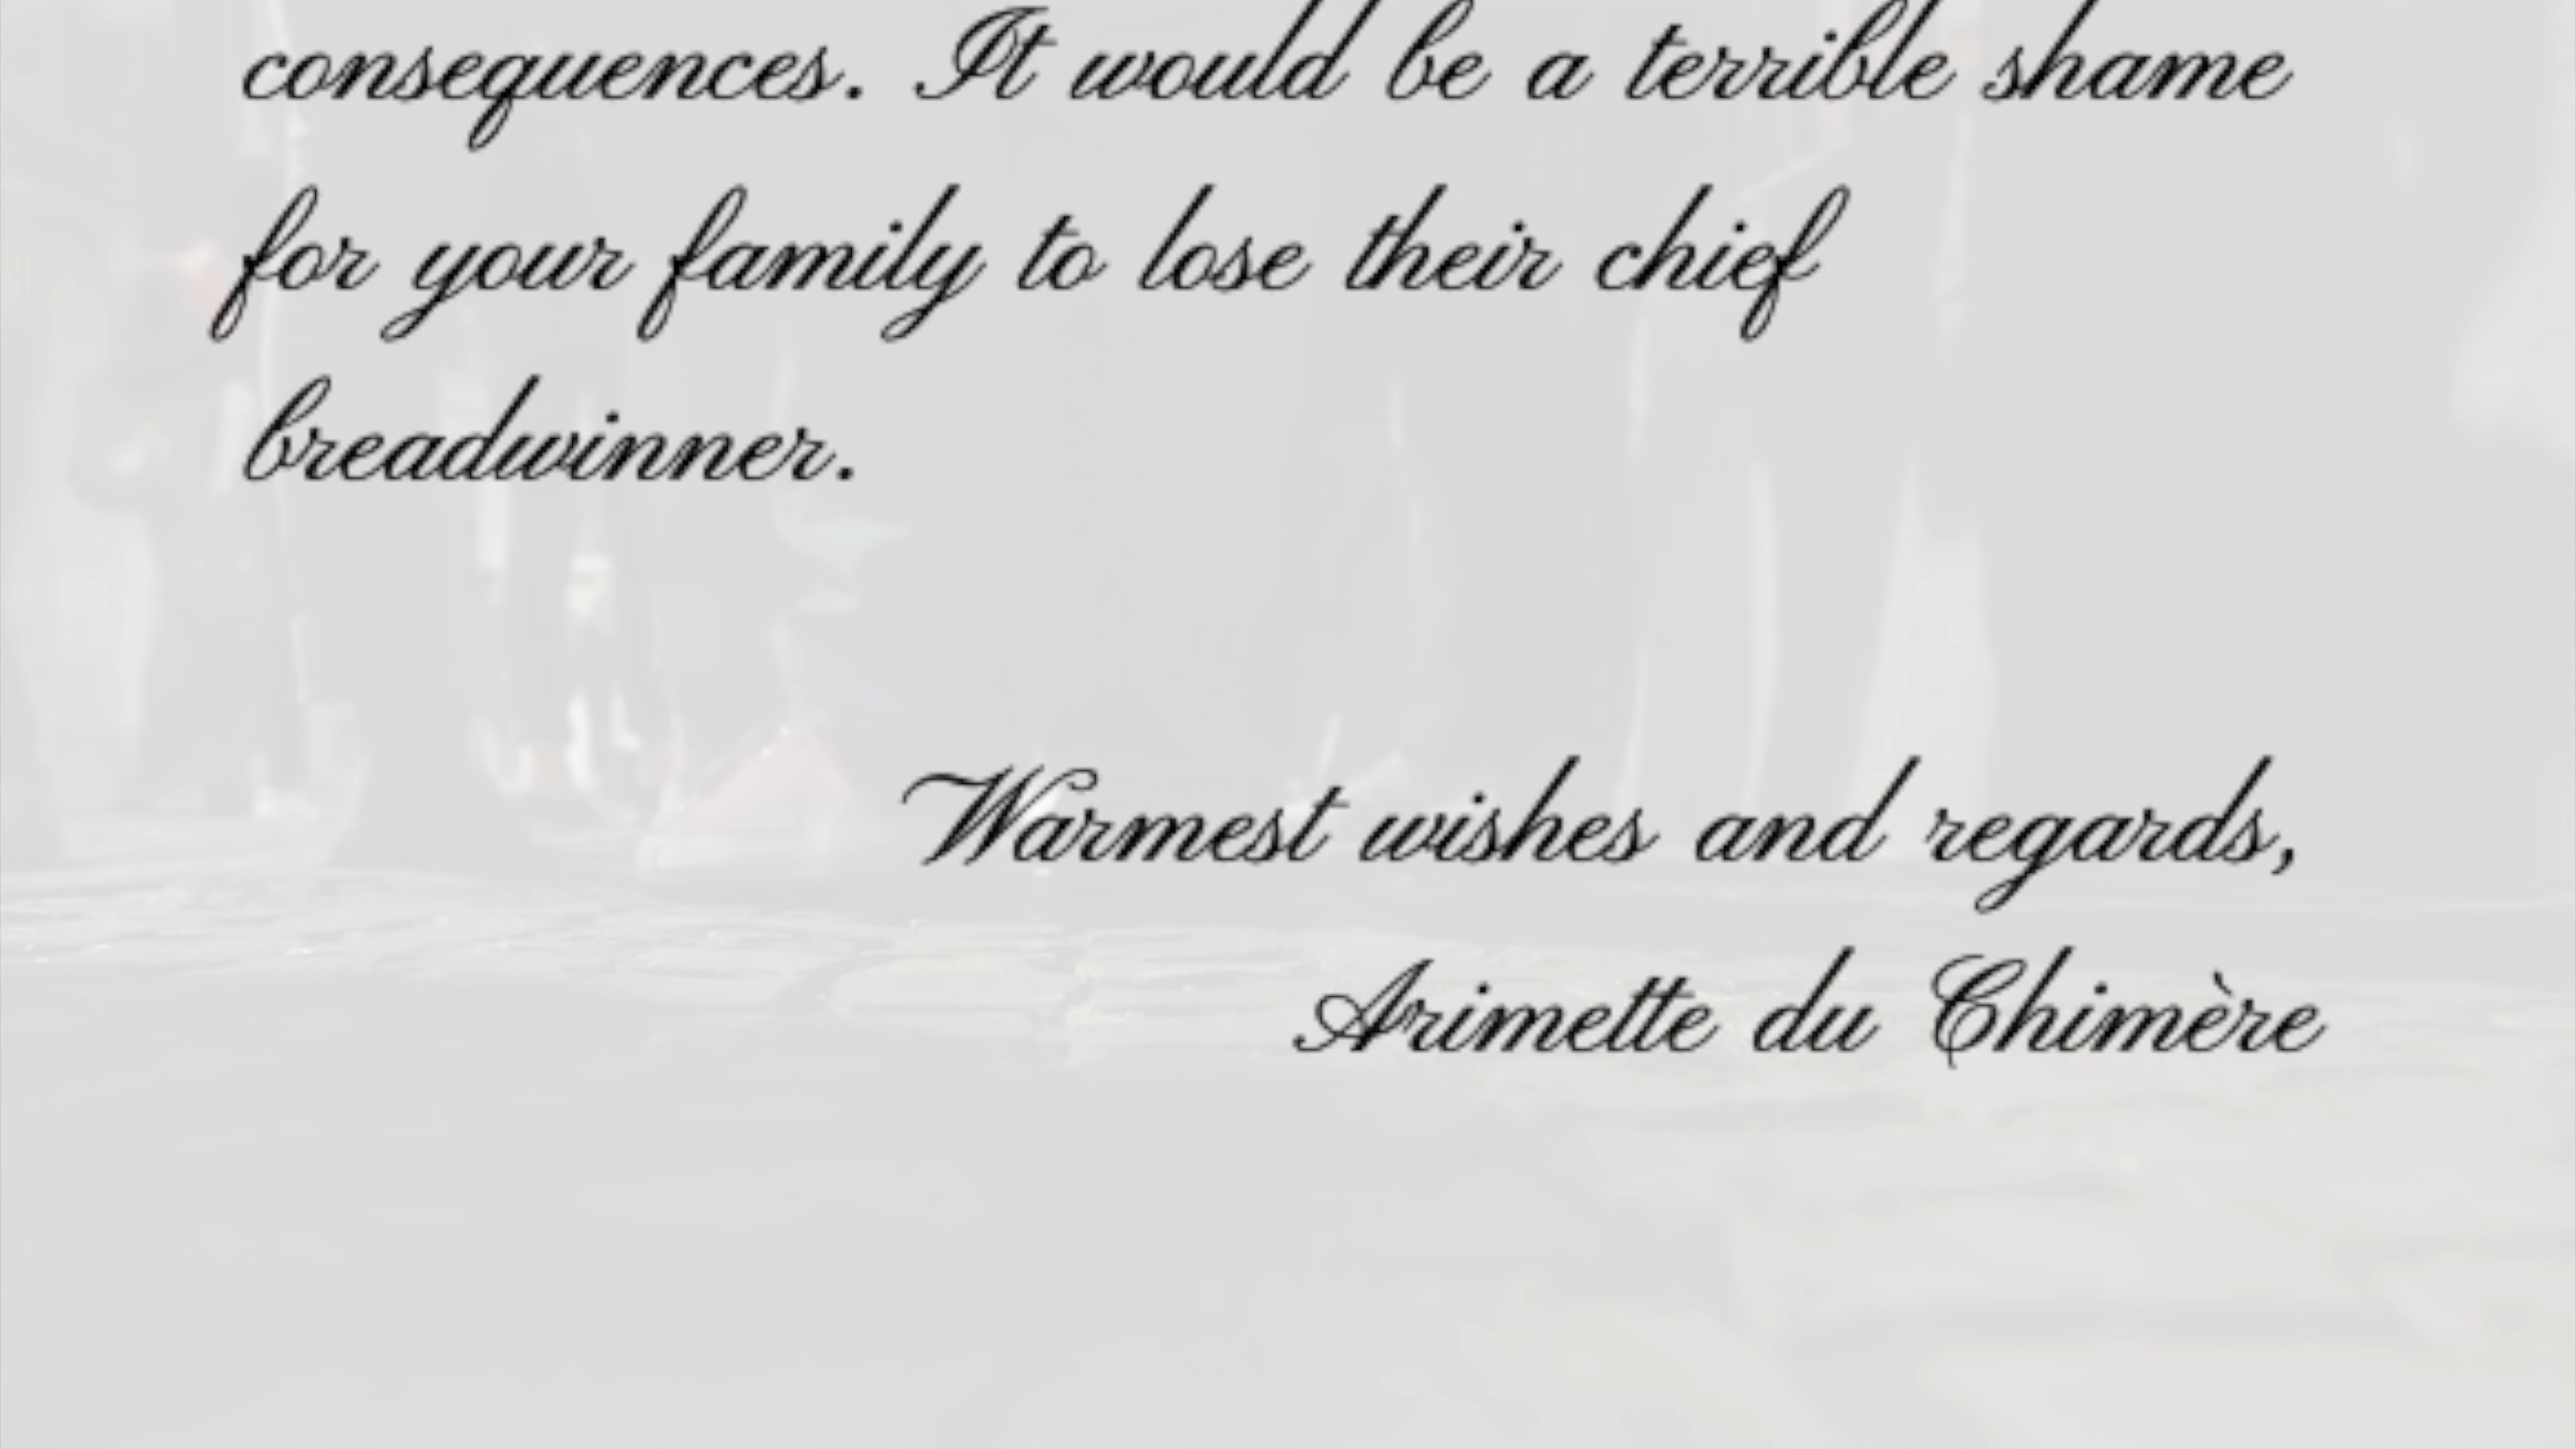 consequences. It would be a terrible shame
for your family to lose their chief
breadwinner.
Warmest wishes and regards,
Arimette du Chimère